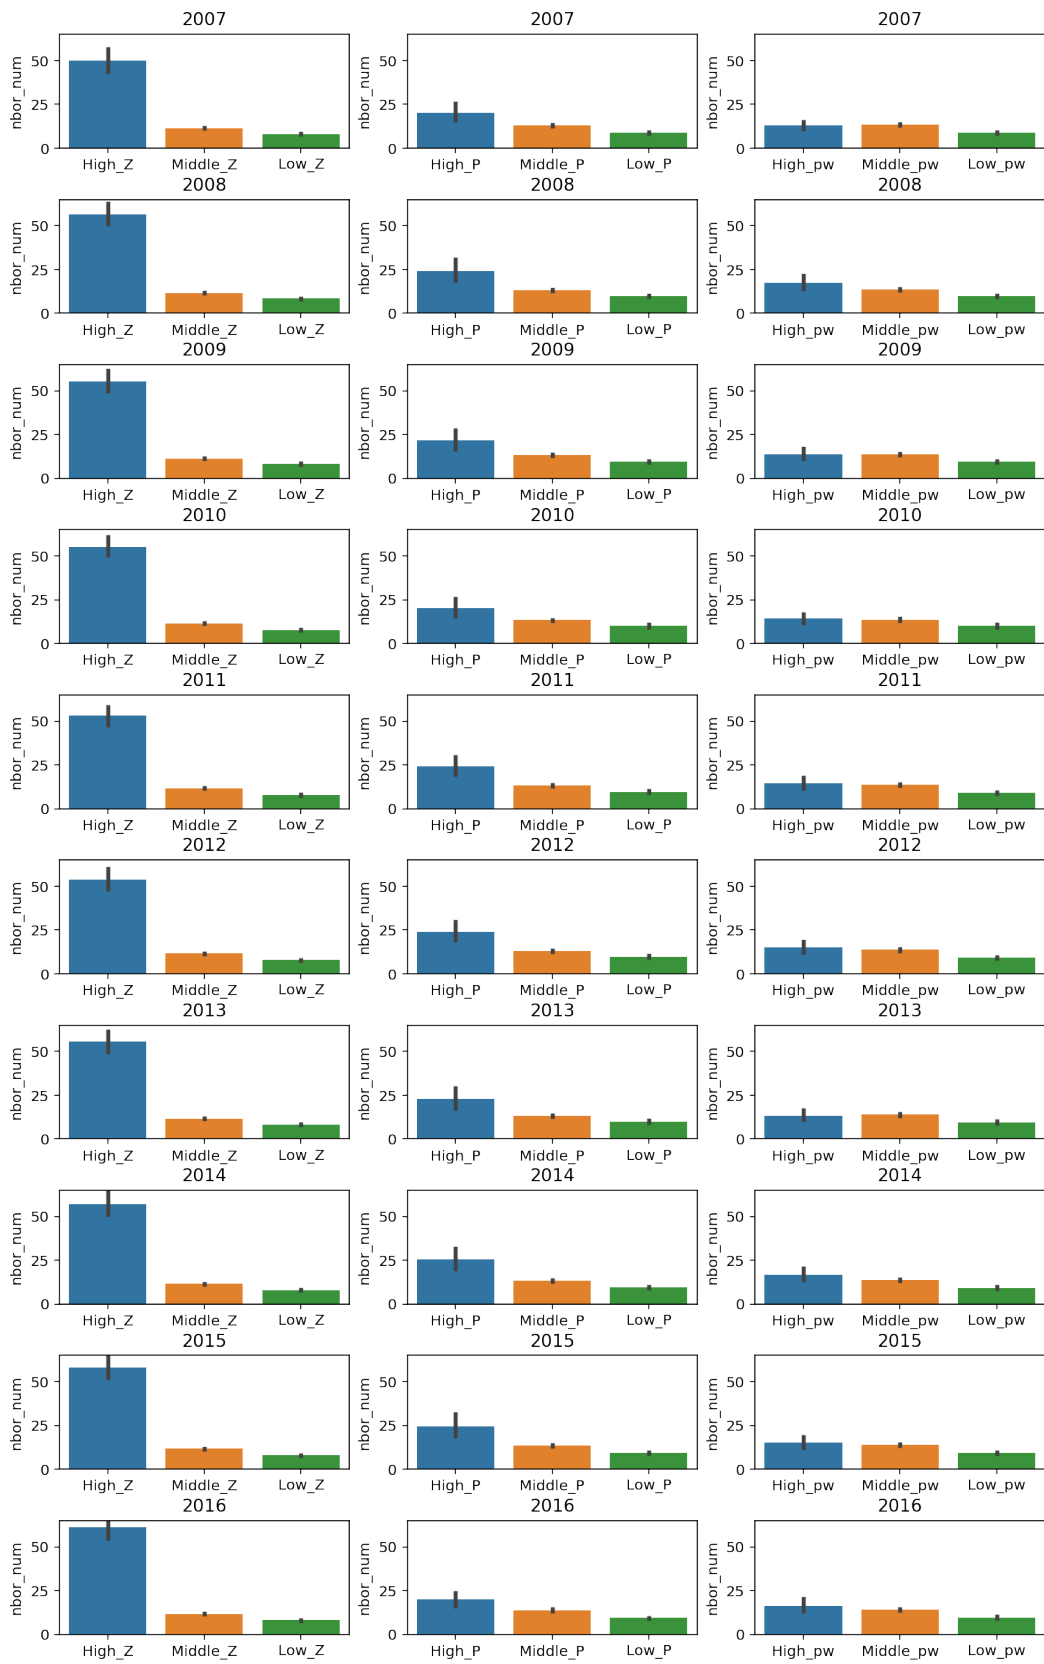 2007 2007 2007
nbor_num nbor_num nbor_num
50 50 50
25 25 25
0 0 0
High_Z Middle_Z Low_Z High_P Middle_P Low_P High_pw Middle_pw Low_pw
2008 2008 2008
nbor_num nbor_num nbor_num
50 50 50
25 25 25
0 0 0
High_Z Middle_Z Low_Z High_P Middle_P Low_P High_pw Middle_pw Low_pw
2009 2009 2009
nbor_num nbor_num nbor_num
50 50 50
25 25 25
0 0 0
High_Z Middle_Z Low_Z High_P Middle_P Low_P High_pw Middle_pw Low_pw
2010 2010 2010
nbor_num nbor_num nbor_num
50 50 50
25 25 25
0 0 0
High_Z Middle_Z Low_Z High_P Middle_P Low_P High_pw Middle_pw Low_pw
2011 2011 2011
nbor_num nbor_num nbor_num
50 50 50
25 25 25
0 0 0
High_Z Middle_Z Low_Z High_P Middle_P Low_P High_pw Middle_pw Low_pw
2012 2012 2012
nbor_num nbor_num nbor_num
50 50 50
25 25 25
0 0 0
High_Z Middle_Z Low_Z High_P Middle_P Low_P High_pw Middle_pw Low_pw
2013 2013 2013
nbor_num nbor_num nbor_num
50 50 50
25 25 25
0 0 0
High_Z Middle_Z Low_Z High_P Middle_P Low_P High_pw Middle_pw Low_pw
2014 2014 2014
nbor_num nbor_num nbor_num
50 50 50
25 25 25
0 0 0
High_Z Middle_Z Low_Z High_P Middle_P Low_P High_pw Middle_pw Low_pw
2015 2015 2015
nbor_num nbor_num nbor_num
50 50 50
25 25 25
0 0 0
High_Z Middle_Z Low_Z High_P Middle_P Low_P High_pw Middle_pw Low_pw
2016 2016 2016
nbor_num nbor_num nbor_num
50 50 50
25 25 25
0 0 0
High_Z Middle_Z Low_Z High_P Middle_P Low_P High_pw Middle_pw Low_pw